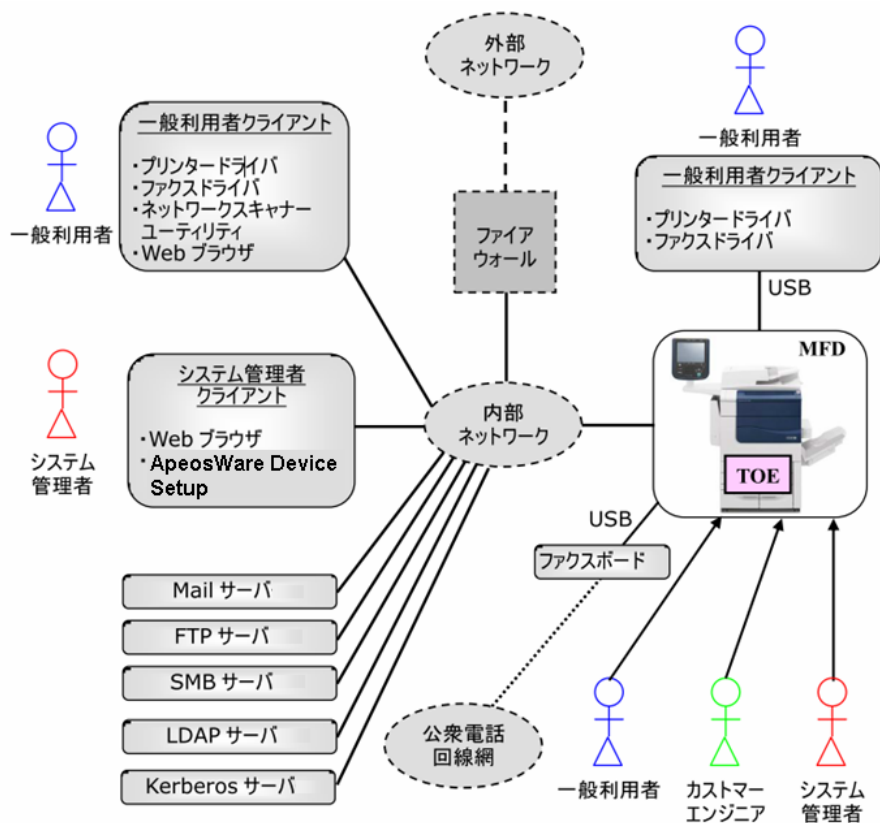 外部
ネットワーク
一般利用者
一般利用者クライアント
・プリンタードライバ
・ファクスドライバ
・ネットワークスキャナー
ユーティリティ
・Web ブラウザ
一般利用者
ファイア
ウォール
一般利用者クライアント
・プリンタードライバ
・ファクスドライバ
USB
MFD
TOE
システム管理者
クライアント
・Web ブラウザ
・ApeosWare Device
Setup
システム
管理者
内部
ネットワーク
USB
ファクスボード
Mail サーバ
FTP サーバ
SMB サーバ
LDAP サーバ
Kerberos サーバ
公衆電話
回線網
一般利用者
カストマー
エンジニア
システム
管理者